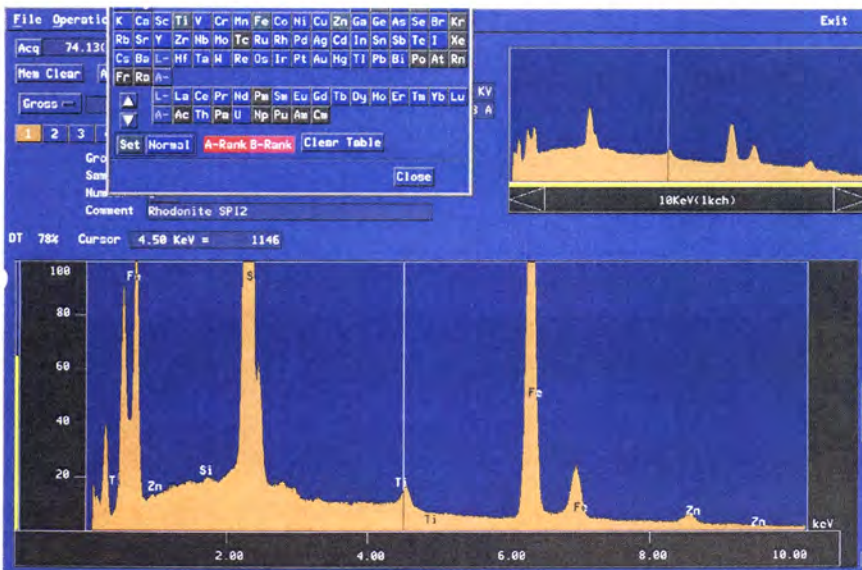 File Operatio
Exit
K Ca Sc Ti V Cr Mn Fe Co Ni Cu Zn Ga Ge As Se Br Kr
Rb Sr Y Zr Nb Mo Tc Ru Rh Pd Ag Cd In Sn Sb Te I Xe
Cs Ba L- Hf Ta W Re Os Ir Pt Au Hg Tl Pb Bi Po At Rn
Fr Ra A-
L- La Ce Pr Nd Pm Sm Eu Gd Tb Dy Ho Er Tm Yb Lu
A- Ac Th Pa U Np Pu Am Cm
Set Normal A-Rank B-Rank Clear Table
Close
Acq 74.13(
Mem Clear A
Gross
1 2 3
KV
A
Gro
Sam
Num
Comment Rhodonite SPI2
10KeV(1kch)
DT 78% Cursor 4.50 KeV = 1146
100
80
60
40
20
Fe
S
T
Zn
Si
Ti
Ti
Fe
Fe
Zn
Zn
keV
2.00 4.00 6.00 8.00 10.00